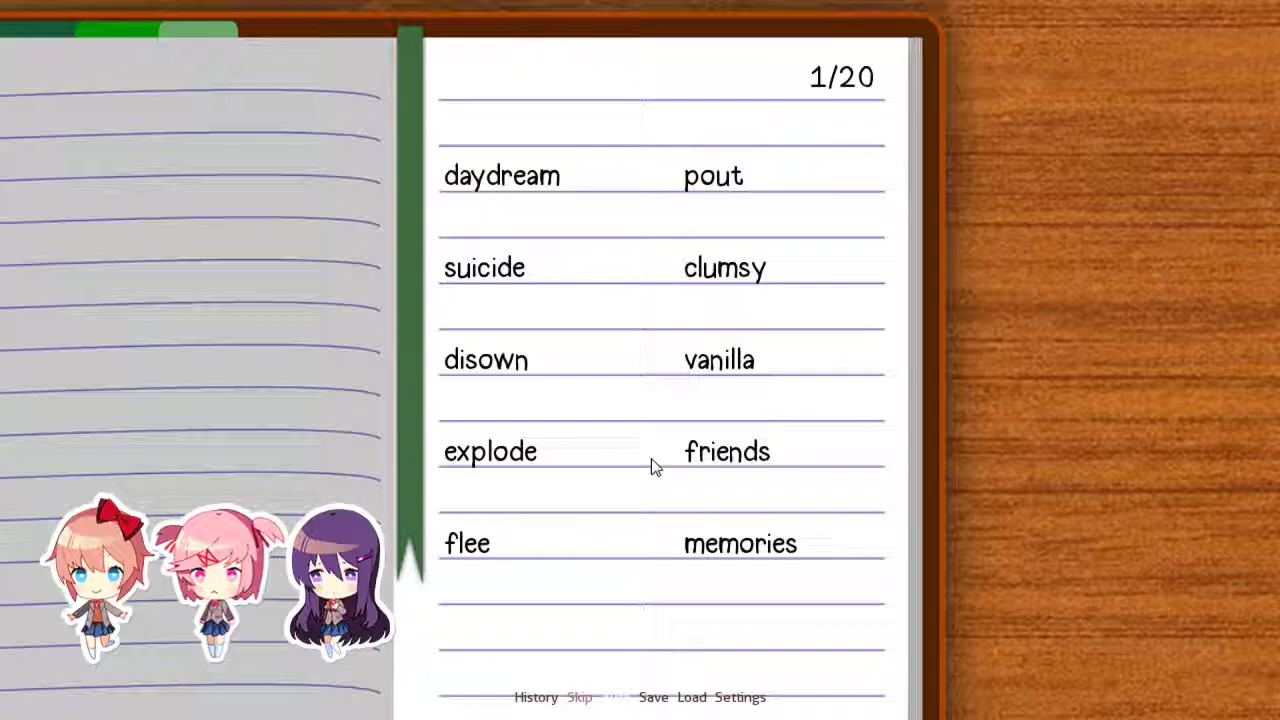 1/20
daydream pout
suicide clumsy
disown vanilla
explode friends
flee memories
History Skip Save Load Settings